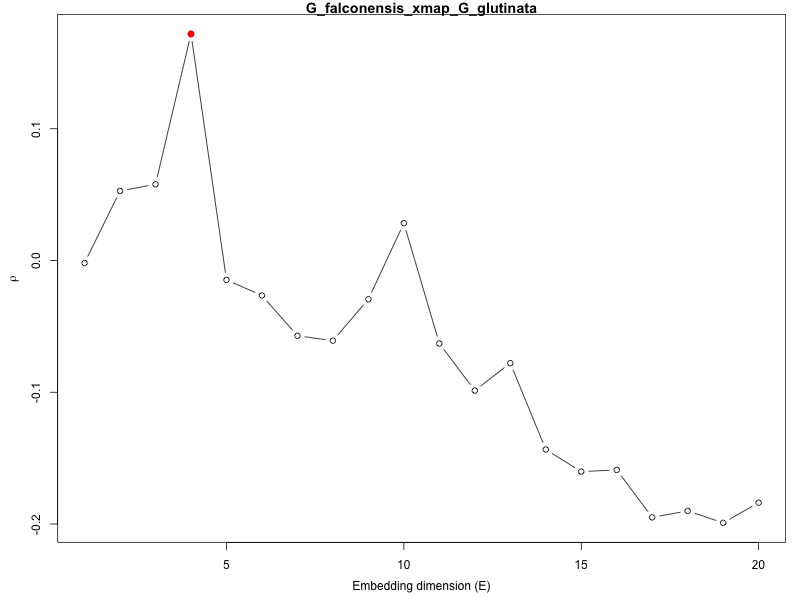 G_falconensis_xmap_G_glutinata
0.1
0.0
-0.1
-0.2
ρ
5 10 15 20
Embedding dimension (E)